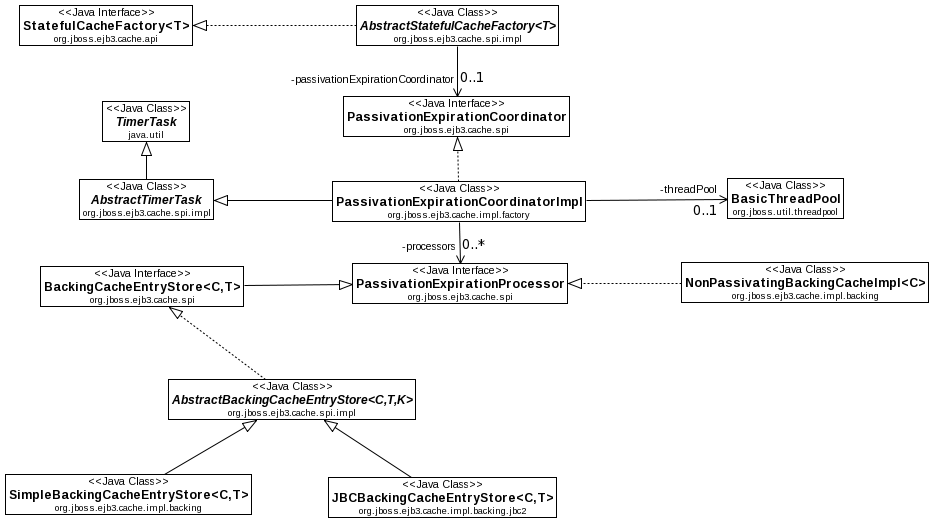 <<Java Interface>>
StatefulCacheFactory<T>
org.jboss.ejb3.cache.api
<<Java Class>>
AbstractStatefulCacheFactory<T>
org.jboss.ejb3.cache.spi.impl
-passivationExpirationCoordinator 0..1
<<Java Class>>
TimerTask
java.util
<<Java Interface>>
PassivationExpirationCoordinator
org.jboss.ejb3.cache.spi
<<Java Class>>
AbstractTimerTask
org.jboss.ejb3.cache.spi.impl
<<Java Class>>
PassivationExpirationCoordinatorImpl
org.jboss.ejb3.cache.impl.factory
-threadPool
0..1
<<Java Class>>
BasicThreadPool
org.jboss.util.threadpool
-processors 0..*
<<Java Interface>>
BackingCacheEntryStore<C,T>
org.jboss.ejb3.cache.spi
<<Java Interface>>
PassivationExpirationProcessor
org.jboss.ejb3.cache.spi
<<Java Class>>
NonPassivatingBackingCacheImpl<C>
org.jboss.ejb3.cache.impl.backing
<<Java Class>>
AbstractBackingCacheEntryStore<C,T,K>
org.jboss.ejb3.cache.spi.impl
<<Java Class>>
SimpleBackingCacheEntryStore<C,T>
org.jboss.ejb3.cache.impl.backing
<<Java Class>>
JBCBackingCacheEntryStore<C,T>
org.jboss.ejb3.cache.impl.backing.jbc2